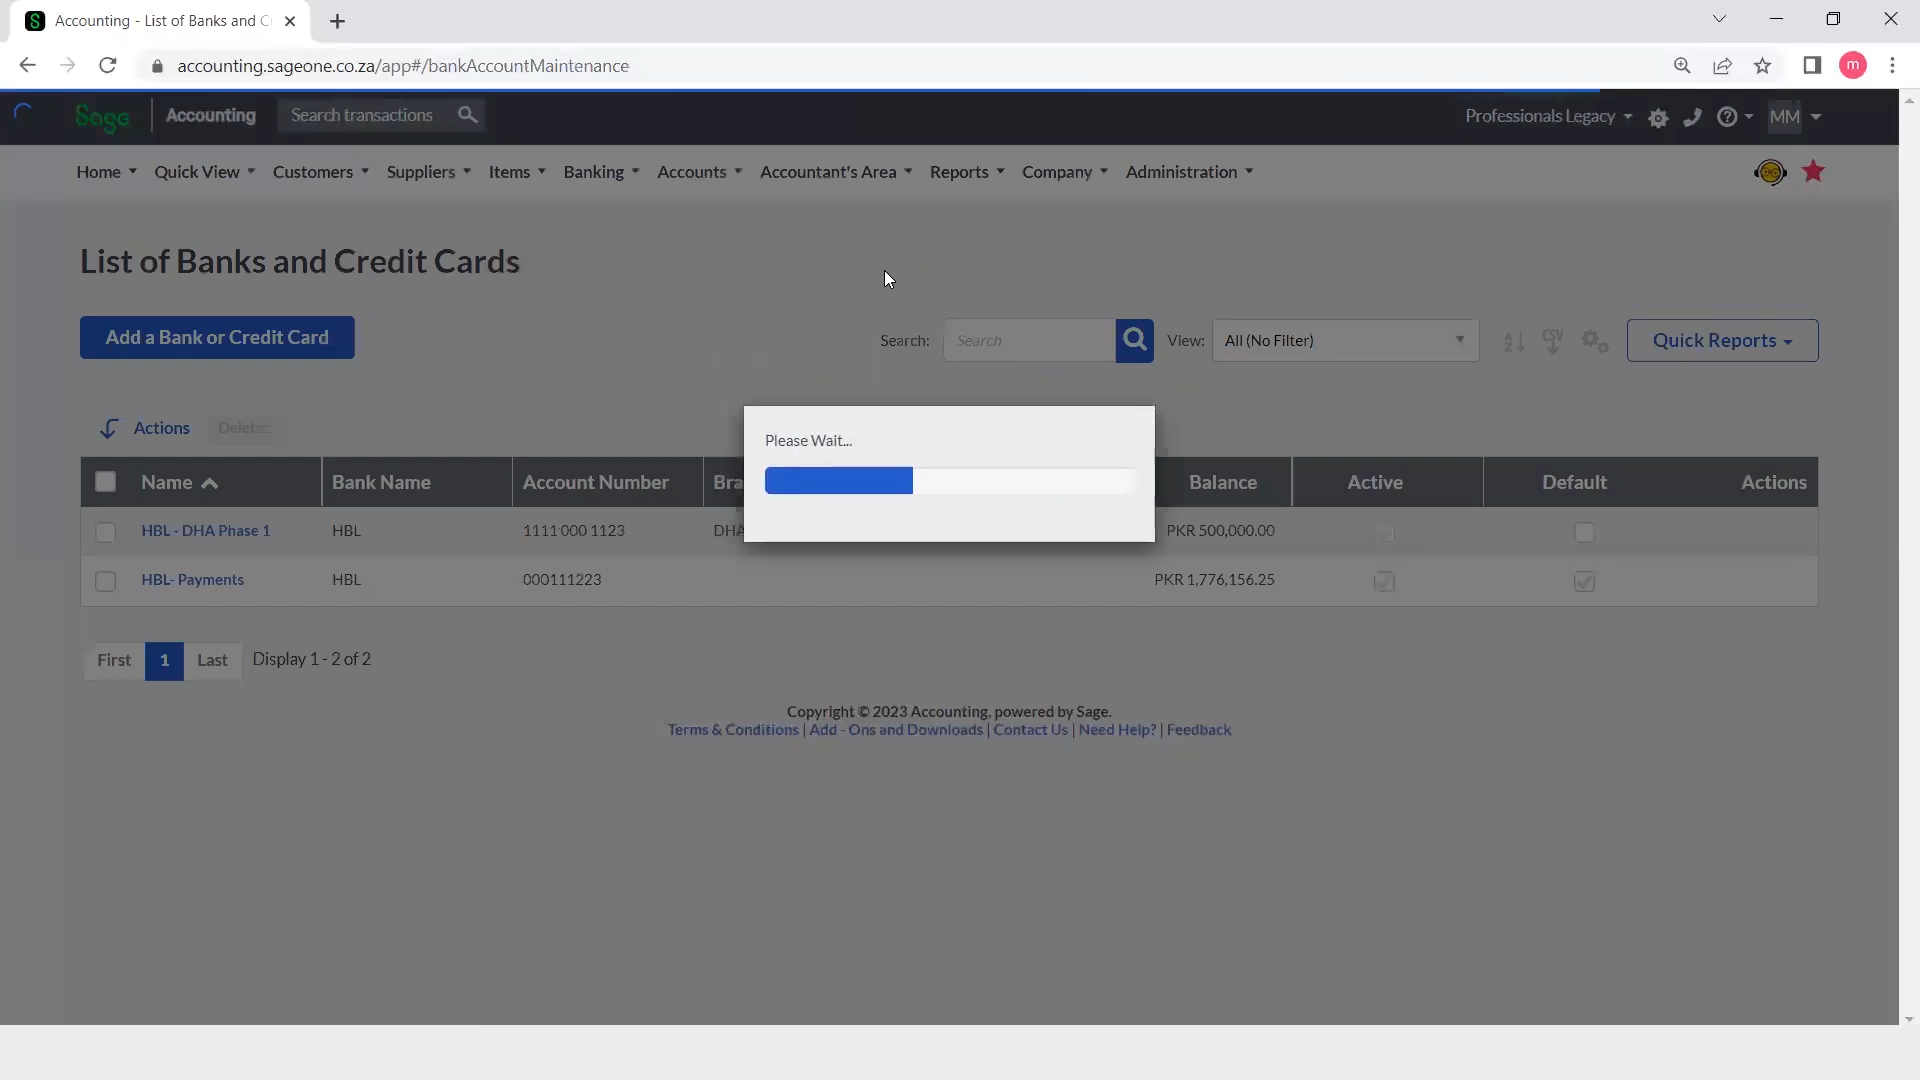 Accounting - List of Banks and C
accounting.sageone.co.za/app#/bankAccountMaintenance
m
Sage Accounting Search transactions Professionals Legacy MM
Home Quick View Customers Suppliers Items Banking Accounts Accountant's Area Reports Company Administration
List of Banks and Credit Cards
Add a Bank or Credit Card Search: Search View: All (No Filter) CSV Quick Reports
Actions Delete
Please Wait...
Name Bank Name Account Number Bra Balance Active Default Actions
HBL - DHA Phase 1 HBL 1111 000 1123 DHA PKR 500,000.00
HBL- Payments HBL 000111223 PKR 1,776,156.25
First 1 Last Display 1 - 2 of 2
Copyright © 2023 Accounting, powered by Sage.
Terms & Conditions | Add - Ons and Downloads | Contact Us | Need Help? | Feedback